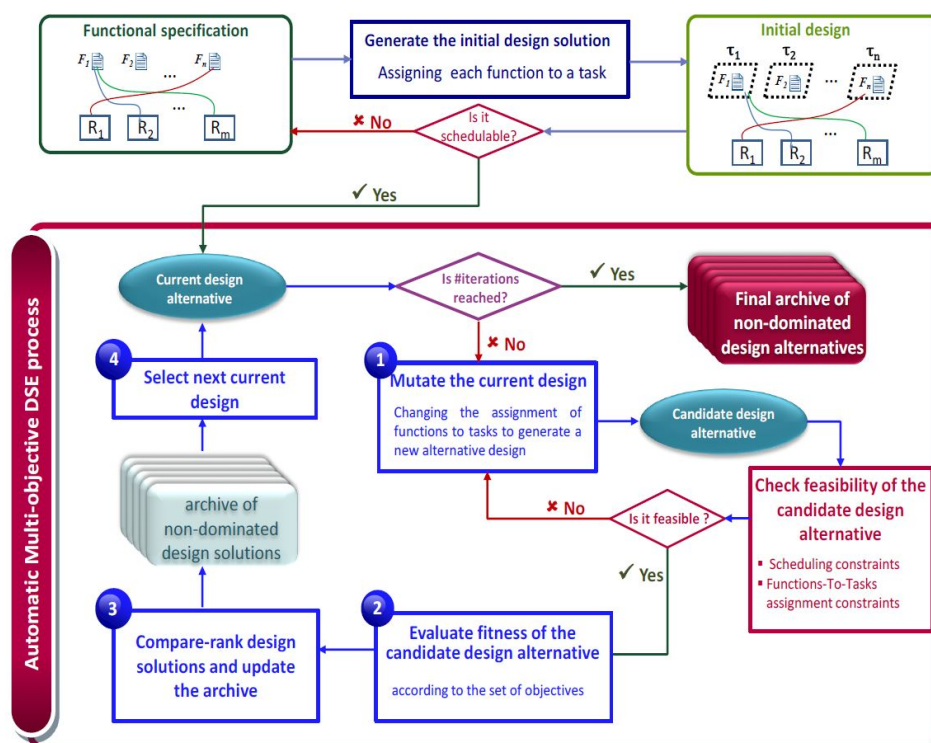 Functional specification
F1 F2 ... Fn
...
R1 R2 Rm
Generate the initial design solution
Assigning each function to a task
Initial design
τ1 τ2 τn
F1 F2 ... Fn
...
R1 R2 Rm
Is it
schedulable?
✘ No
✓ Yes
Automatic Multi-objective DSE process
Current design
alternative
Is #iterations
reached?
✓ Yes
✘ No
Final archive of
non-dominated
design alternatives
1
Mutate the current design
Changing the assignment of
functions to tasks to generate a
new alternative design
Candidate design
alternative
Check feasibility of the
candidate design
alternative
▪ Scheduling constraints
▪ Functions-To-Tasks
assignment constraints
Is it feasible ?
✘ No
✓ Yes
2
Evaluate fitness of the
candidate design alternative
according to the set of objectives
3
Compare-rank design
solutions and update
the archive
archive of
non-dominated
design solutions
4
Select next current
design